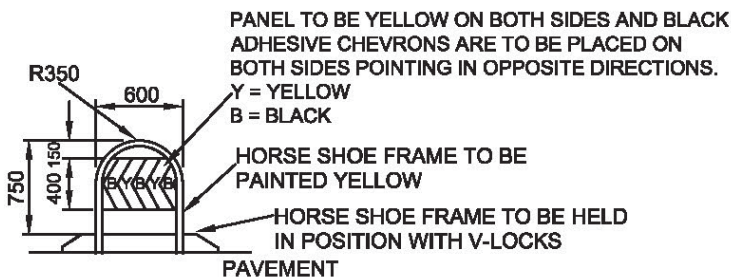 PANEL TO BE YELLOW ON BOTH SIDES AND BLACK
ADHESIVE CHEVRONS ARE TO BE PLACED ON
BOTH SIDES POINTING IN OPPOSITE DIRECTIONS.
Y = YELLOW
B = BLACK
R350
600
150
400
750
BYBYB
HORSE SHOE FRAME TO BE
PAINTED YELLOW
HORSE SHOE FRAME TO BE HELD
IN POSITION WITH V-LOCKS
PAVEMENT